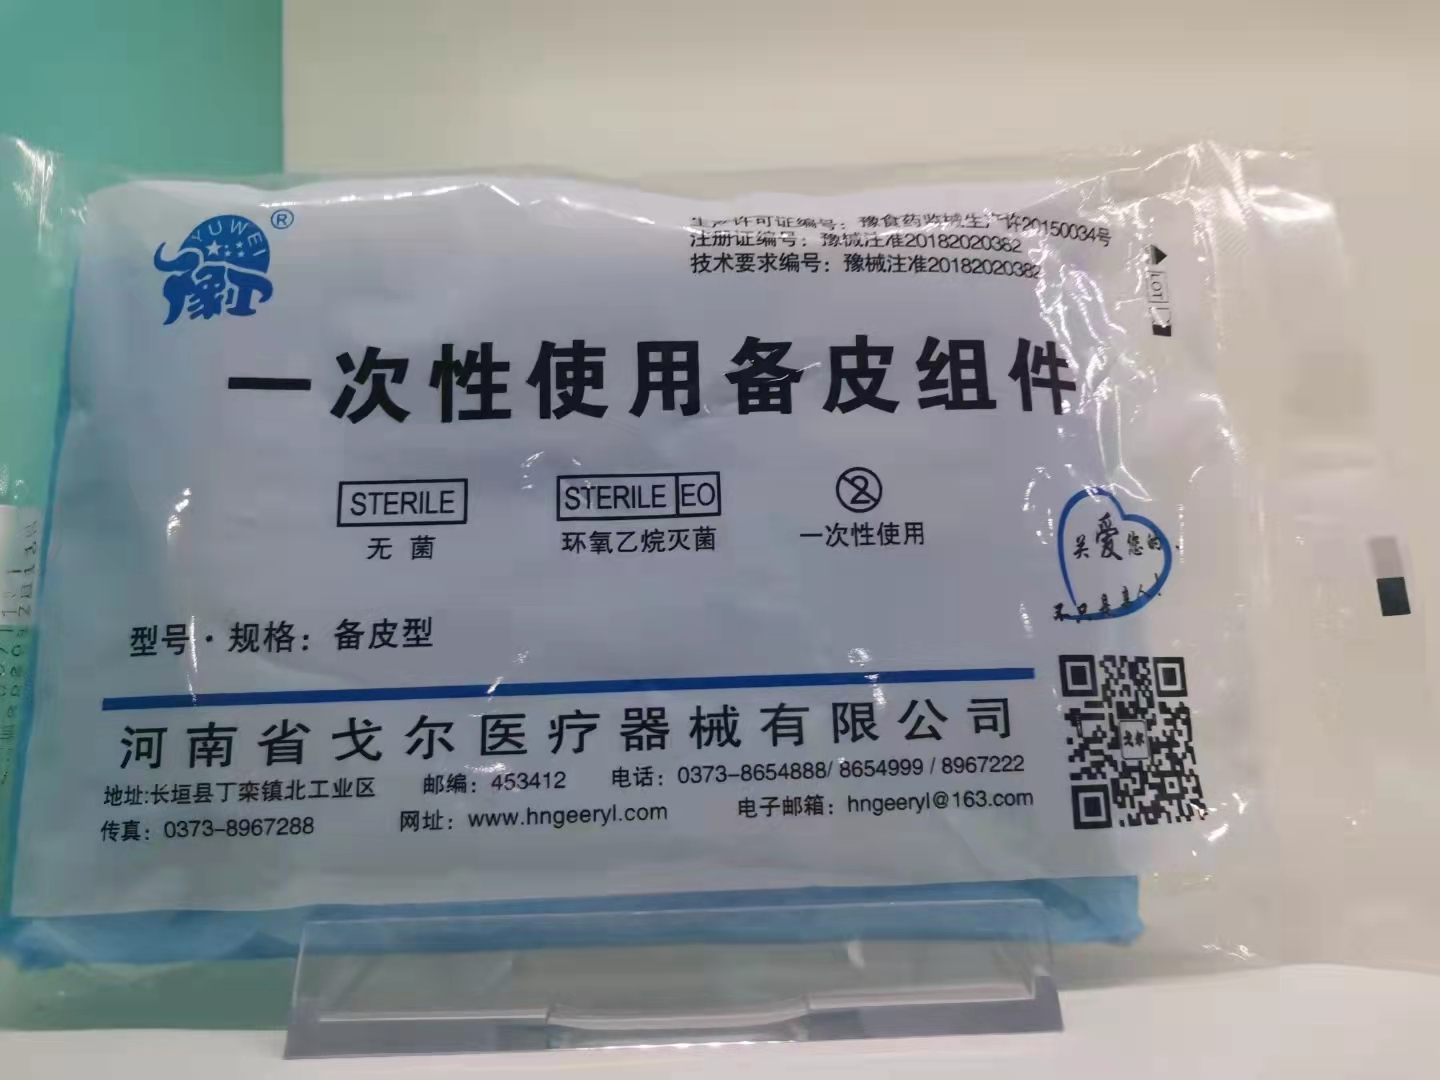 YUWEI
豫卫
®
生产许可证编号：豫食药监械生产许20150034号
注册证编号：豫械注准20182020382
技术要求编号：豫械注准20182020382
LOT
一次性使用备皮组件
STERILE
无菌
STERILE EO
环氧乙烷灭菌
2
一次性使用
关爱您的
不只是亲人！
型号·规格：备皮型
河南省戈尔医疗器械有限公司
地址:长垣县丁栾镇北工业区 邮编：453412 电话：0373-8654888/ 8654999 / 8967222
传真：0373-8967288 网址：www.hngeeryl.com 电子邮箱：hngeeryl@163.com
戈尔